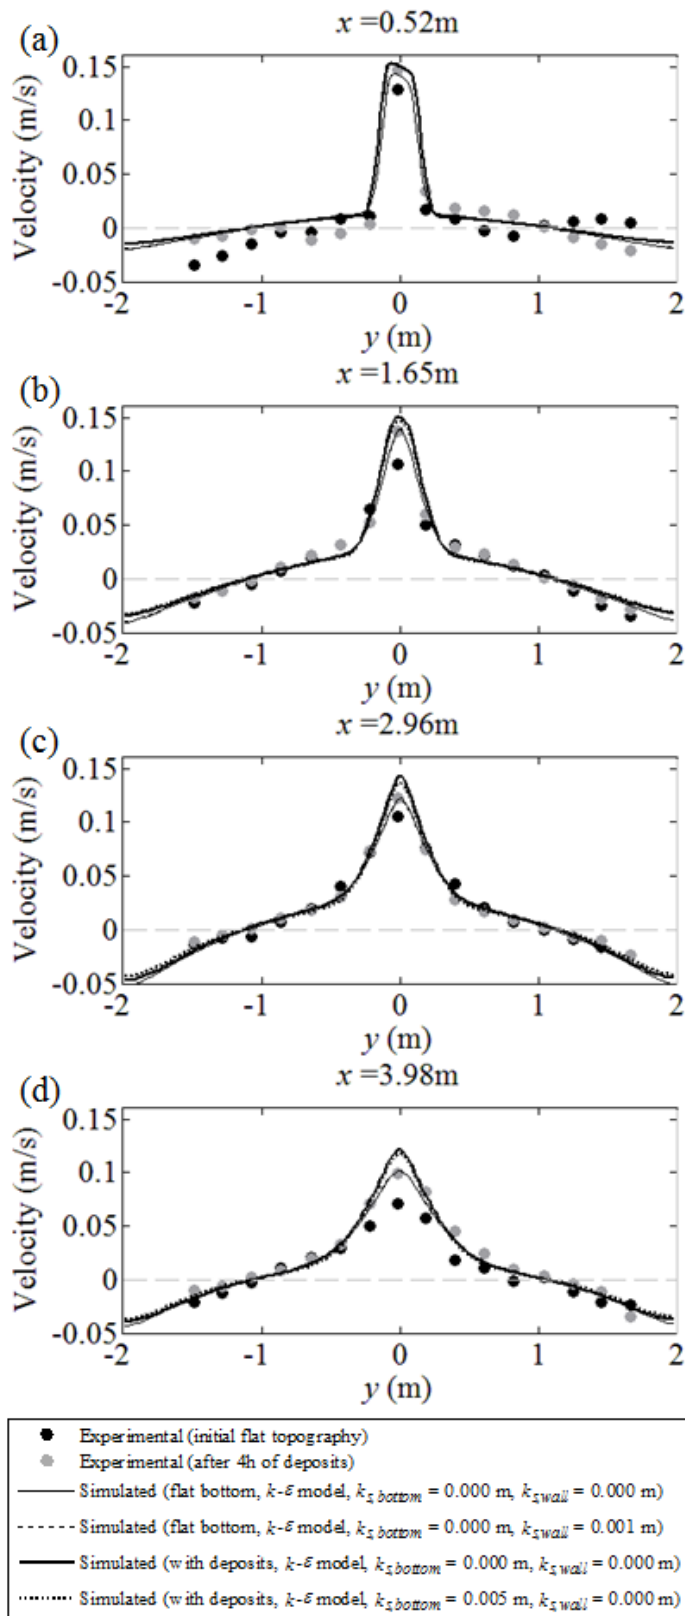 (a)
x =0.52m
0.15
0.1
0.05
0
-0.05
Velocity (m/s)
-2 -1 0 1 2
y (m)
(b)
x =1.65m
0.15
0.1
0.05
0
-0.05
Velocity (m/s)
-2 -1 0 1 2
y (m)
(c)
x =2.96m
0.15
0.1
0.05
0
-0.05
Velocity (m/s)
-2 -1 0 1 2
y (m)
(d)
x =3.98m
0.15
0.1
0.05
0
-0.05
Velocity (m/s)
-2 -1 0 1 2
y (m)
Experimental (initial flat topography)
Experimental (after 4h of deposits)
Simulated (flat bottom, k-ε model, ks,bottom = 0.000 m, ks,wall = 0.000 m)
Simulated (flat bottom, k-ε model, ks,bottom = 0.000 m, ks,wall = 0.001 m)
Simulated (with deposits, k-ε model, ks,bottom = 0.000 m, ks,wall = 0.000 m)
Simulated (with deposits, k-ε model, ks,bottom = 0.005 m, ks,wall = 0.000 m)